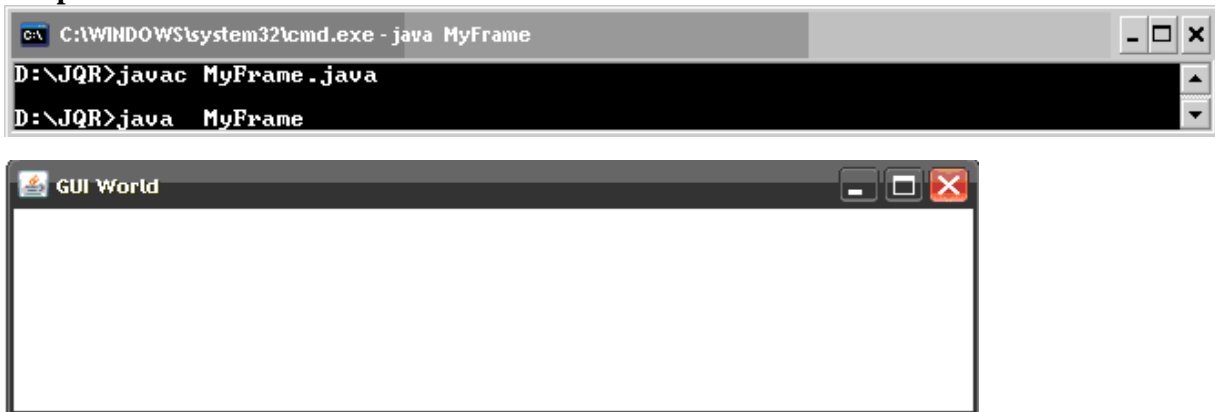 C:\WINDOWS\system32\cmd.exe - java MyFrame
D:\JQR>javac MyFrame.java
D:\JQR>java MyFrame
GUI World